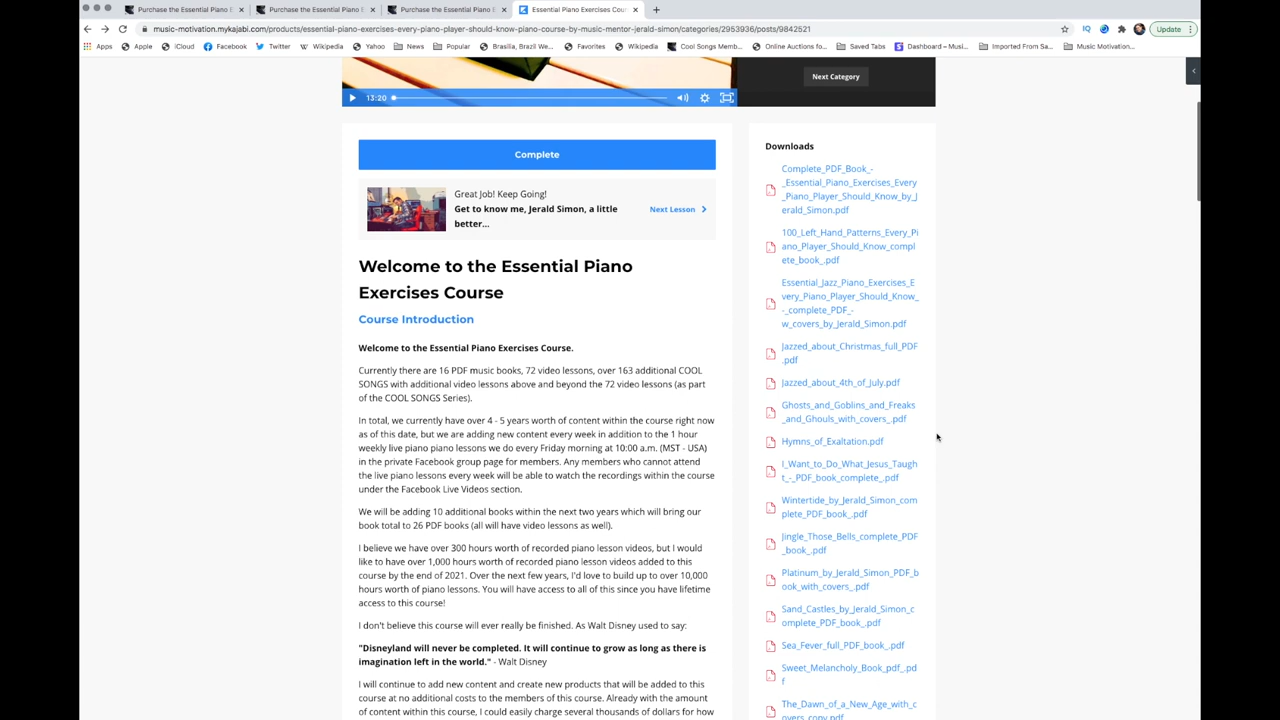 Purchase the Essential Piano E
Purchase the Essential Piano E
Purchase the Essential Piano E
Essential Piano Exercises Cour
music-motivation.mykajabi.com/products/essential-piano-exercises-every-piano-player-should-know-piano-course-by-music-mentor-jerald-simon/categories/2953936/posts/9842521
Update
Apps
Apple
iCloud
Facebook
Twitter
Wikipedia
Yahoo
News
Popular
Brasilia, Brazil We...
Favorites
Wikipedia
Cool Songs Memb...
Online Auctions fo...
Saved Tabs
Dashboard – Musi...
Imported From Sa...
Music Motivation...
13:20
Next Category
Complete
Great Job! Keep Going!
Get to know me, Jerald Simon, a little
better...
Next Lesson
Welcome to the Essential Piano
Exercises Course
Course Introduction
Welcome to the Essential Piano Exercises Course.
Currently there are 16 PDF music books, 72 video lessons, over 163 additional COOL
SONGS with additional video lessons above and beyond the 72 video lessons (as part
of the COOL SONGS Series).
In total, we currently have over 4 - 5 years worth of content within the course right now
as of this date, but we are adding new content every week in addition to the 1 hour
weekly live piano piano lessons we do every Friday morning at 10:00 a.m. (MST - USA)
in the private Facebook group page for members. Any members who cannot attend
the live piano lessons every week will be able to watch the recordings within the course
under the Facebook Live Videos section.
We will be adding 10 additional books within the next two years which will bring our
book total to 26 PDF books (all will have video lessons as well).
I believe we have over 300 hours worth of recorded piano lesson videos, but I would
like to have over 1,000 hours worth of recorded piano lesson videos added to this
course by the end of 2021. Over the next few years, I'd love to build up to over 10,000
hours worth of piano lessons. You will have access to all of this since you have lifetime
access to this course!
I don't believe this course will ever really be finished. As Walt Disney used to say:
"Disneyland will never be completed. It will continue to grow as long as there is
imagination left in the world." - Walt Disney
I will continue to add new content and create new products that will be added to this
course at no additional costs to the members of this course. Already with the amount
of content within this course, I could easily charge several thousands of dollars for how
Downloads
Complete_PDF_Book_-
_Essential_Piano_Exercises_Every
_Piano_Player_Should_Know_by_J
erald_Simon.pdf
100_Left_Hand_Patterns_Every_Pi
ano_Player_Should_Know_compl
ete_book_.pdf
Essential_Jazz_Piano_Exercises_E
very_Piano_Player_Should_Know_
-_complete_PDF_-
w_covers_by_Jerald_Simon.pdf
Jazzed_about_Christmas_full_PDF
.pdf
Jazzed_about_4th_of_July.pdf
Ghosts_and_Goblins_and_Freaks
_and_Ghouls_with_covers_.pdf
Hymns_of_Exaltation.pdf
I_Want_to_Do_What_Jesus_Taugh
t_-_PDF_book_complete_.pdf
Wintertide_by_Jerald_Simon_com
plete_PDF_book_.pdf
Jingle_Those_Bells_complete_PDF
_book_.pdf
Platinum_by_Jerald_Simon_PDF_b
ook_with_covers_.pdf
Sand_Castles_by_Jerald_Simon_c
omplete_PDF_book_.pdf
Sea_Fever_full_PDF_book_.pdf
Sweet_Melancholy_Book_pdf_.pd
f
The_Dawn_of_a_New_Age_with_c
overs_copy.pdf